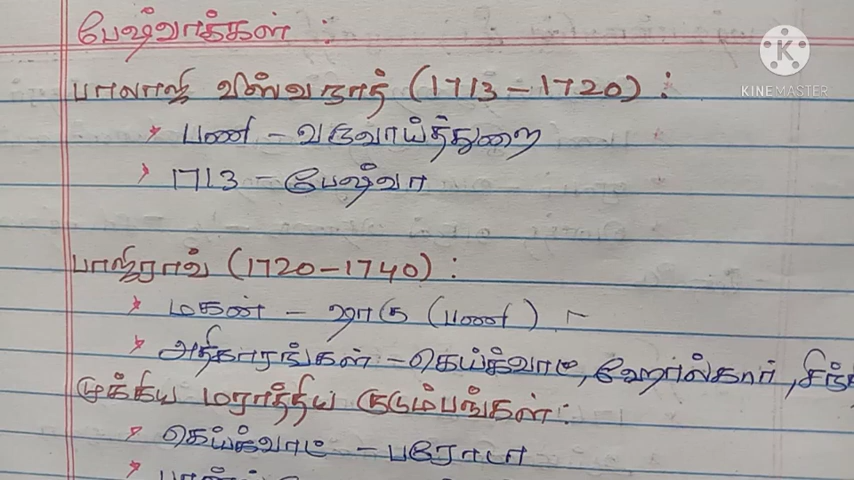 பேஷ்வாக்கள் :
KINEMASTER
பாலாஜி விஸ்வநாத் (1713 - 1720) :
பணி - வருவாய்த்துறை
1713 - பேஷ்வா
பாஜிராவ் (1720 - 1740) :
மகன் - ஷாகு (பணி)
அதிகாரங்கள் - கெய்க்வாட், ஹோல்கார்,
முக்கிய மராத்திய குடும்பங்கள் :
கெய்க்வாட் - பரோடா